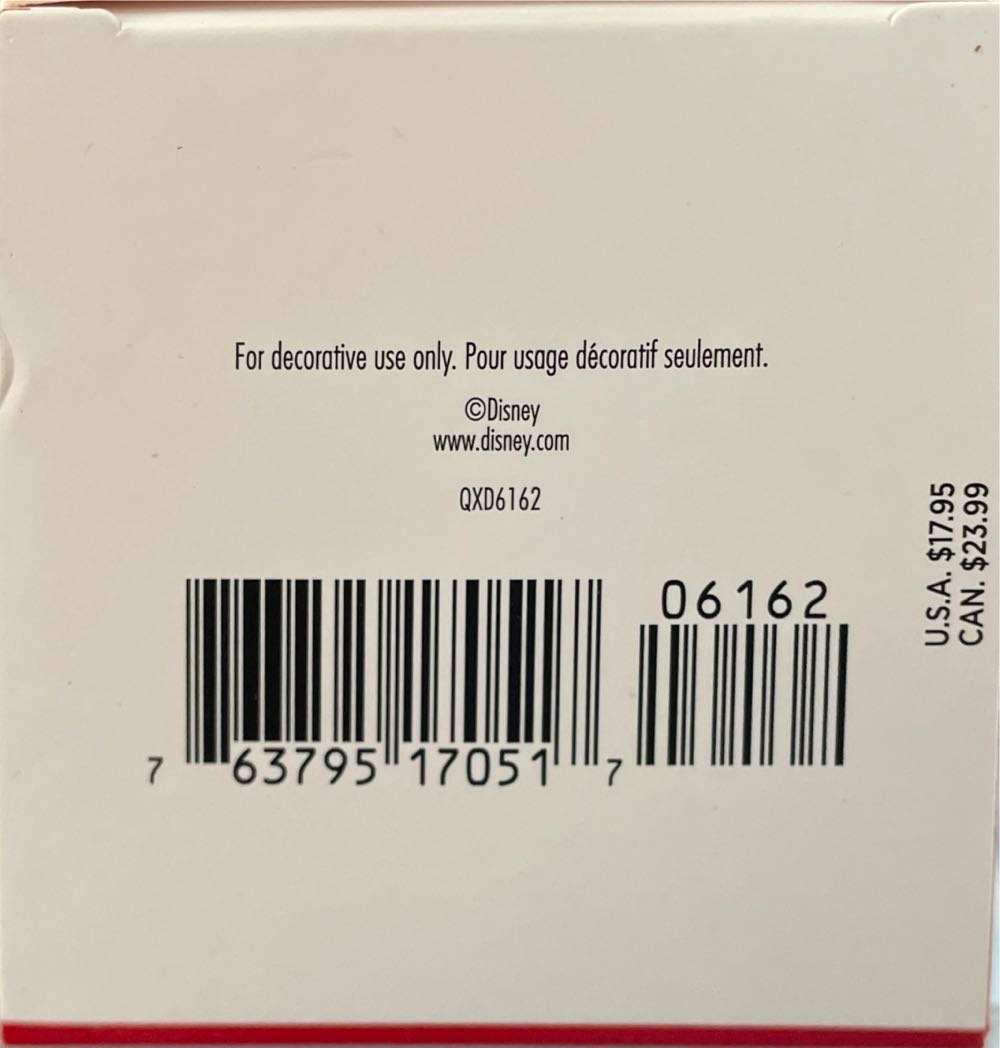 For decorative use only. Pour usage décoratif seulement.
©Disney
www.disney.com
QXD6162
U.S.A. $17.95
CAN. $23.99
06162
7 63795 17051 7